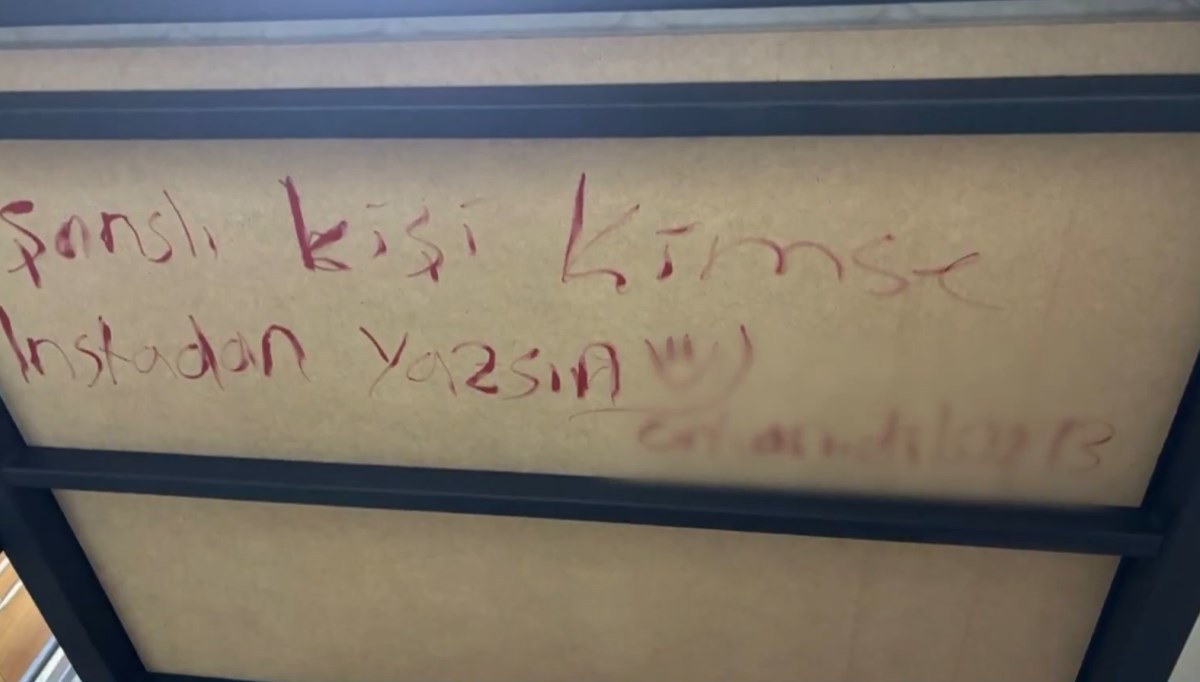 şanslı kişi kimse
Instadan yazsın